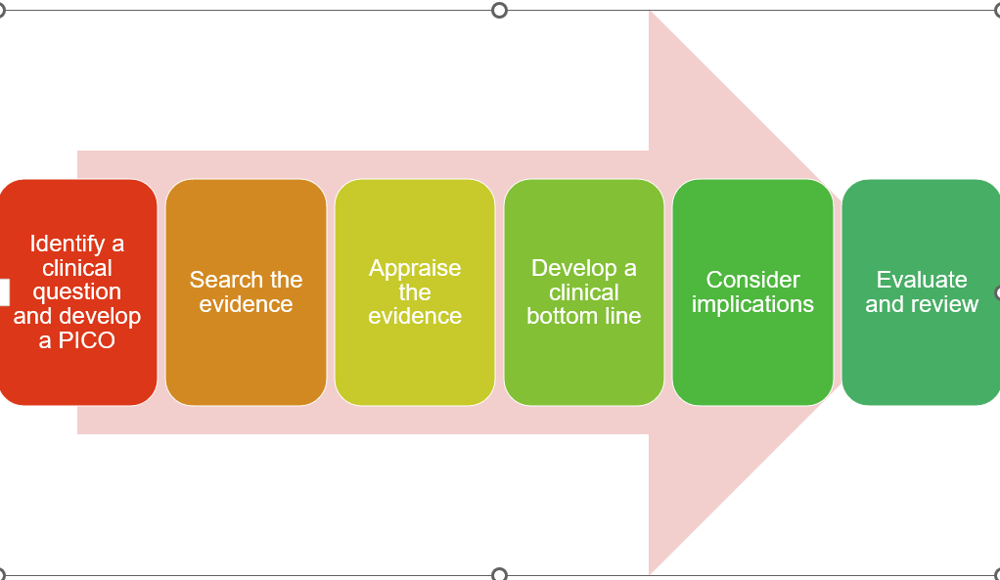 Identify a
clinical
question
and develop
a PICO
Search the
evidence
Appraise
the
evidence
Develop a
clinical
bottom line
Consider
implications
Evaluate
and review